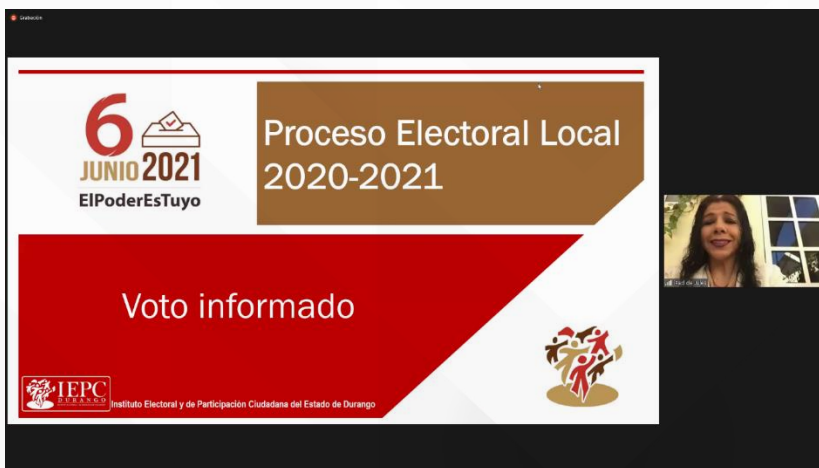 Grabación
6
JUNIO 2021
ElPoderEsTuyo
Proceso Electoral Local
2020-2021
Voto informado
IEPC
DURANGO
Instituto Electoral y de Participación Ciudadana del Estado de Durango